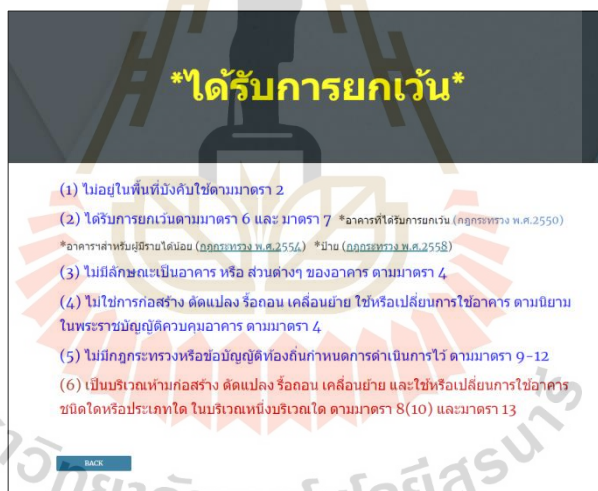 *ได้รับการยกเว้น*
(1) ไม่อยู่ในพื้นที่บังคับใช้ตามมาตรา 2
(2) ได้รับการยกเว้นตามมาตรา 6 และ มาตรา 7 *อาคารที่ได้รับการยกเว้น (กฎกระทรวง พ.ศ.2550)
*อาคารฯสำหรับผู้มีรายได้น้อย (กฎกระทรวง พ.ศ.2554) *ป้าย (กฎกระทรวง พ.ศ.2558)
(3) ไม่มีลักษณะเป็นอาคาร หรือ ส่วนต่างๆ ของอาคาร ตามมาตรา 4
(4) ไม่ใช่การก่อสร้าง ดัดแปลง รื้อถอน เคลื่อนย้าย ใช้หรือเปลี่ยนการใช้อาคาร ตามนิยาม
ในพระราชบัญญัติควบคุมอาคาร ตามมาตรา 4
(5) ไม่มีกฎกระทรวงหรือข้อบัญญัติท้องถิ่นกำหนดการดำเนินการไว้ ตามมาตรา 9-12
(6) เป็นบริเวณห้ามก่อสร้าง ดัดแปลง รื้อถอน เคลื่อนย้าย และใช้หรือเปลี่ยนการใช้อาคาร
ชนิดใดหรือประเภทใด ในบริเวณหนึ่งบริเวณใด ตามมาตรา 8(10) และมาตรา 13
BACK